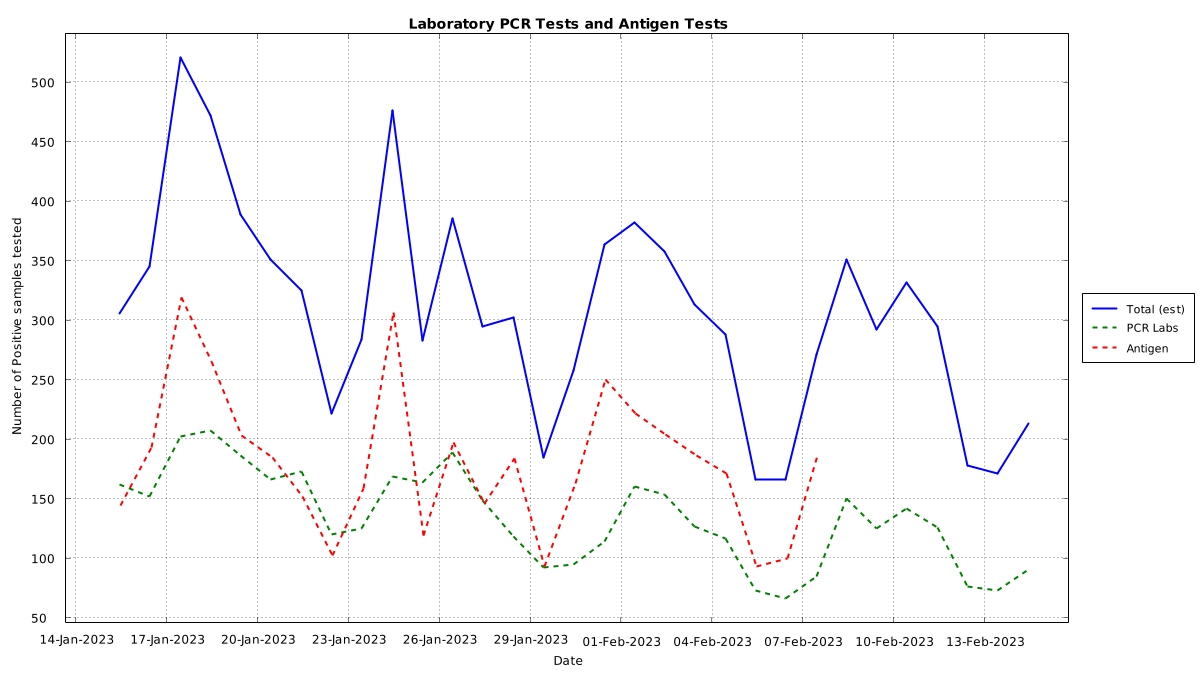 Laboratory PCR Tests and Antigen Tests
Number of Positive samples tested
500
450
400
350
300
250
200
150
100
50
14-Jan-2023 17-Jan-2023 20-Jan-2023 23-Jan-2023 26-Jan-2023 29-Jan-2023 01-Feb-2023 04-Feb-2023 07-Feb-2023 10-Feb-2023 13-Feb-2023
Date
Total (est)
PCR Labs
Antigen